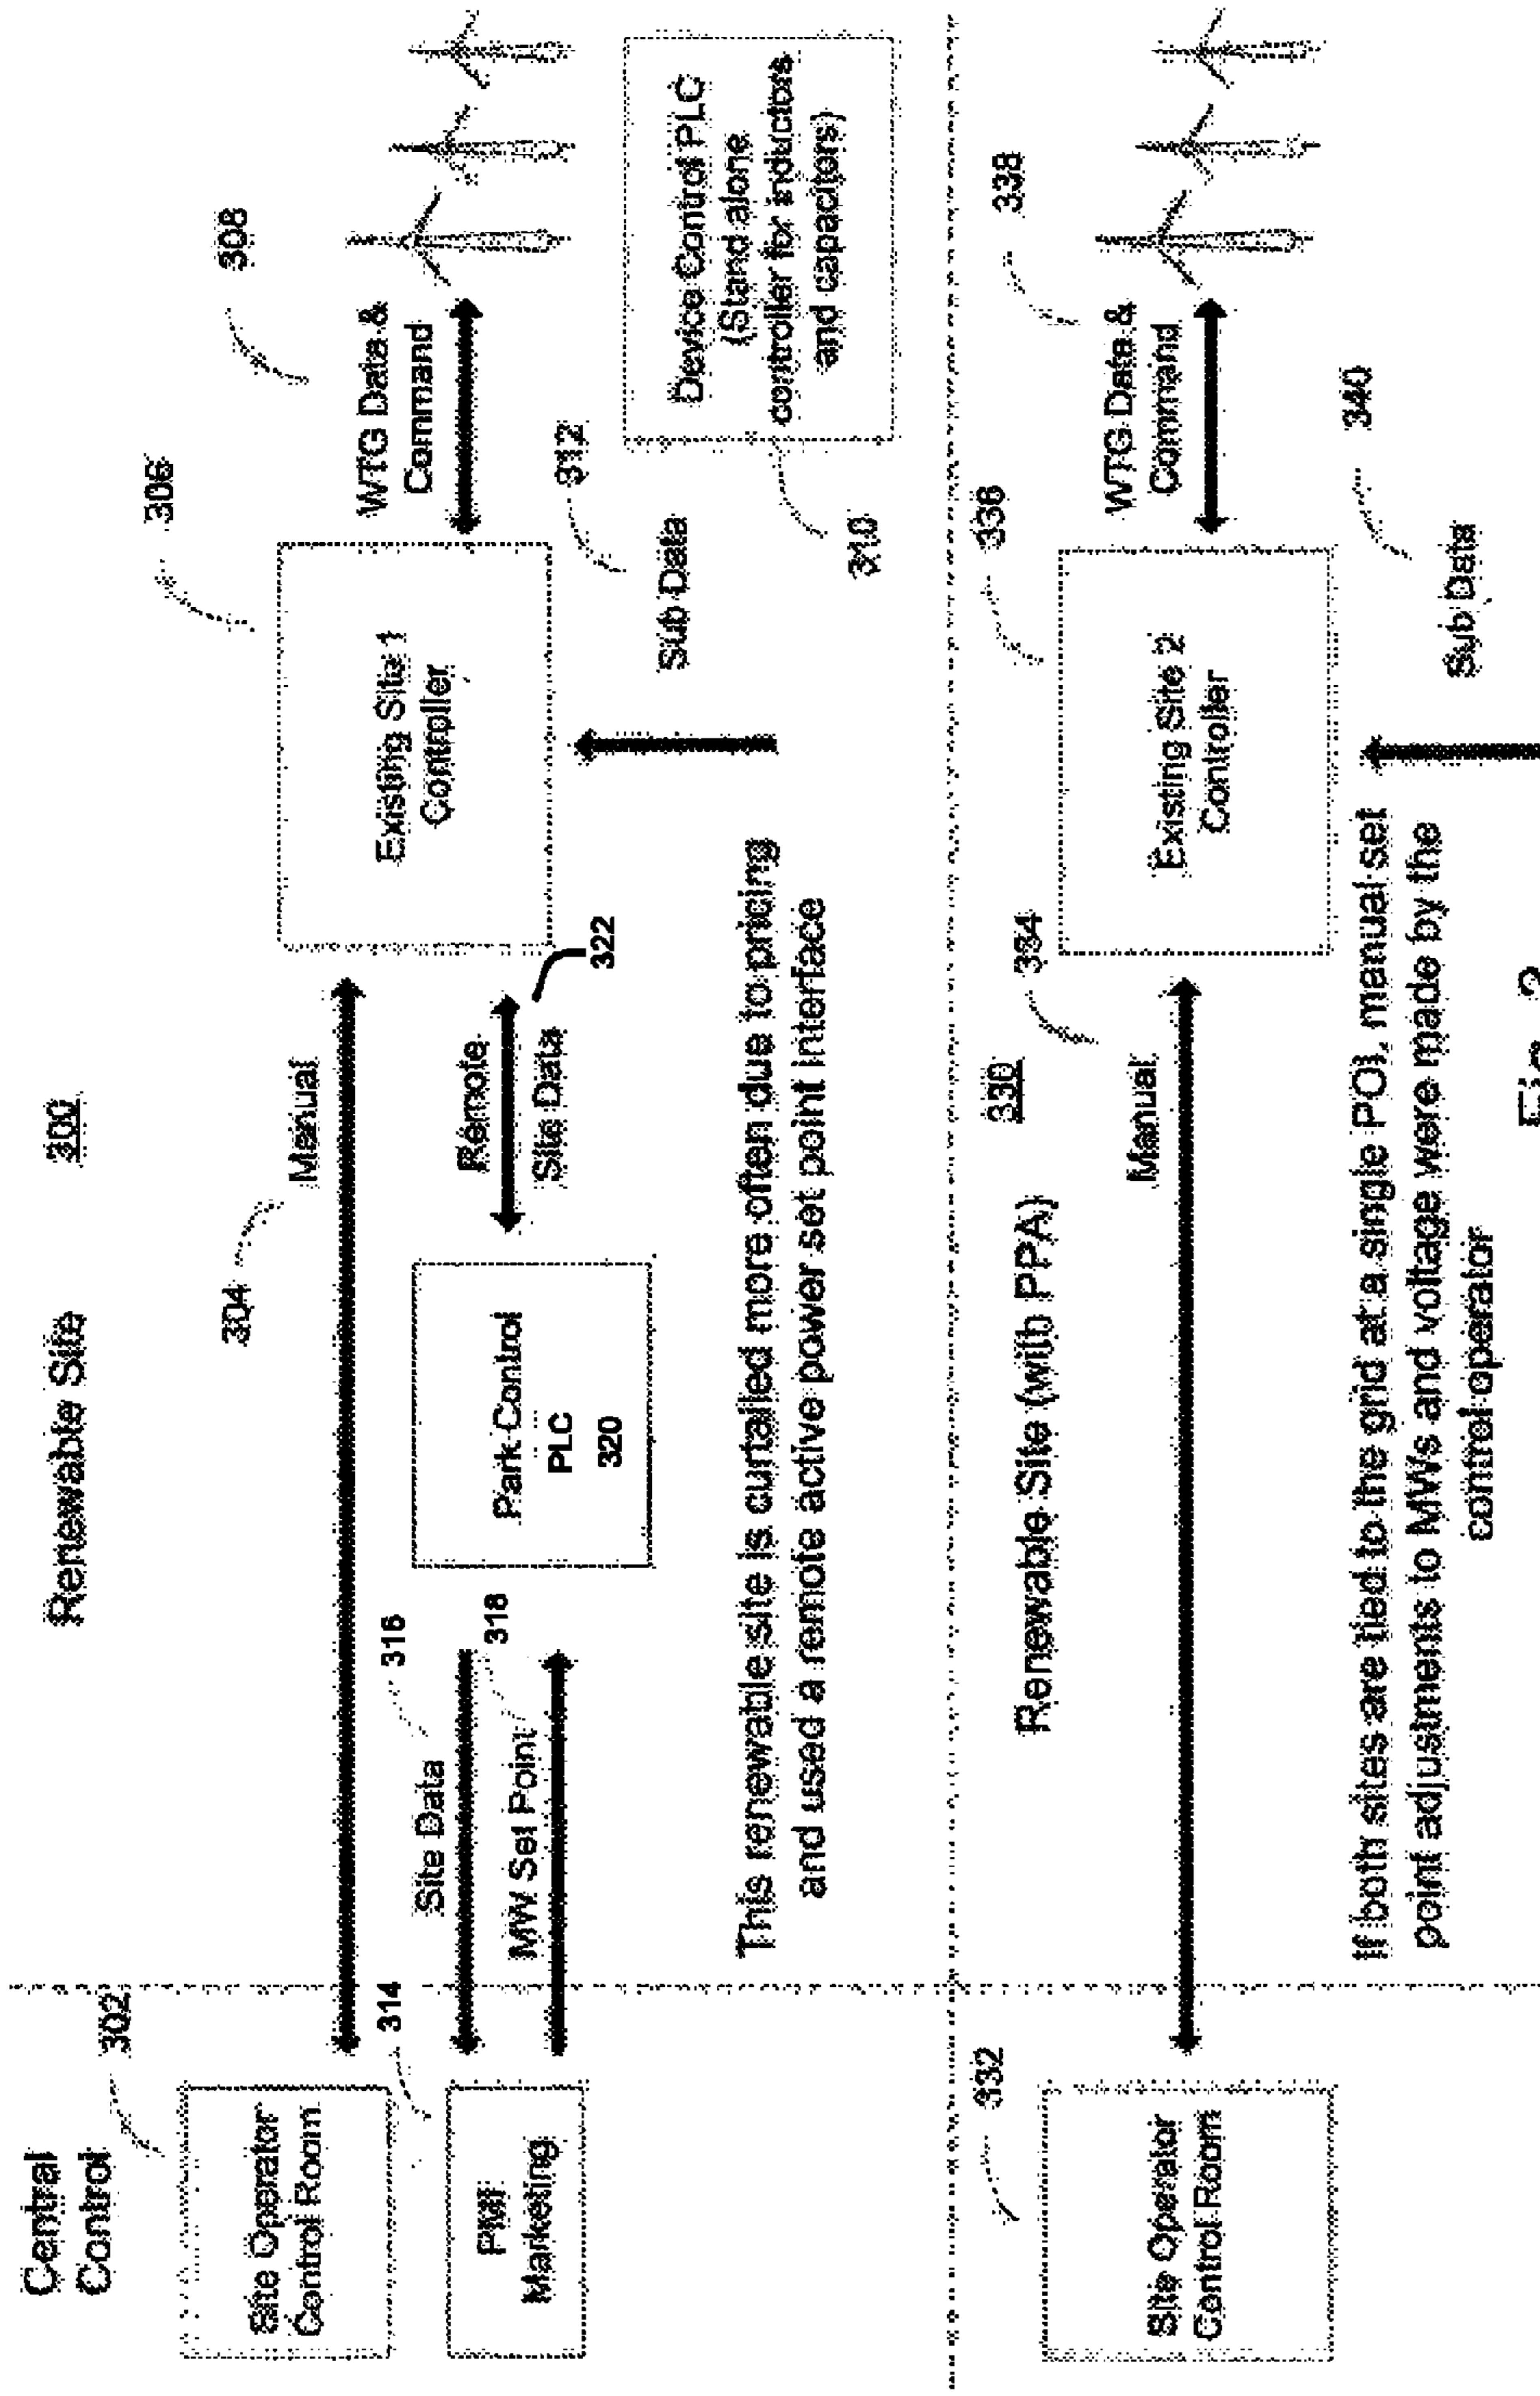 Central
Control
Renewable Site
300
302
Site Operator
Control Room
304
Manual
306
Existing Site 1
Controller
308
WTG Data &
Command
314
PMI
Marketing
316
Site Data
318
MW Set Point
Park Control
PLC
320
Remote
Site Data
322
312
Sub Data
Device Control PLC
(Stand alone
controller for inductors
and capacitors)
310
This renewable site is curtailed more often due to pricing
and used a remote active power set point interface
Renewable Site (with PPA)
330
332
Site Operator
Control Room
334
Manual
336
Existing Site 2
Controller
338
WTG Data &
Command
340
Sub Data
If both sites are tied to the grid at a single POI, manual set
point adjustments to MWs and voltage were made by the
control operator